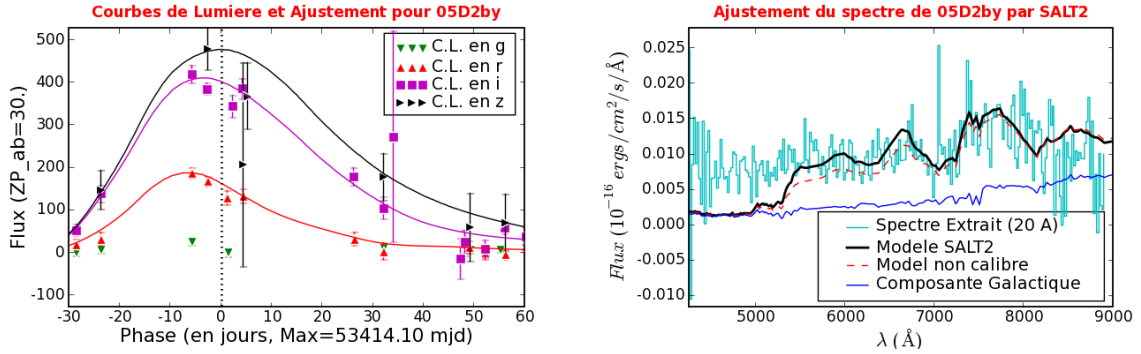 Courbes de Lumiere et Ajustement pour 05D2by
500
400
300
200
100
0
-100
Flux (ZP_ab=30.)
C.L. en g
C.L. en r
C.L. en i
C.L. en z
-30 -20 -10 0 10 20 30 40 50 60
Phase (en jours, Max=53414.10 mjd)
Ajustement du spectre de 05D2by par SALT2
0.025
0.020
0.015
0.010
0.005
0.000
-0.005
-0.010
Flux (10^{-16} ergs/cm^2/s/Å)
Spectre Extrait (20 A)
Modele SALT2
Model non calibre
Composante Galactique
5000 6000 7000 8000 9000
λ (Å)